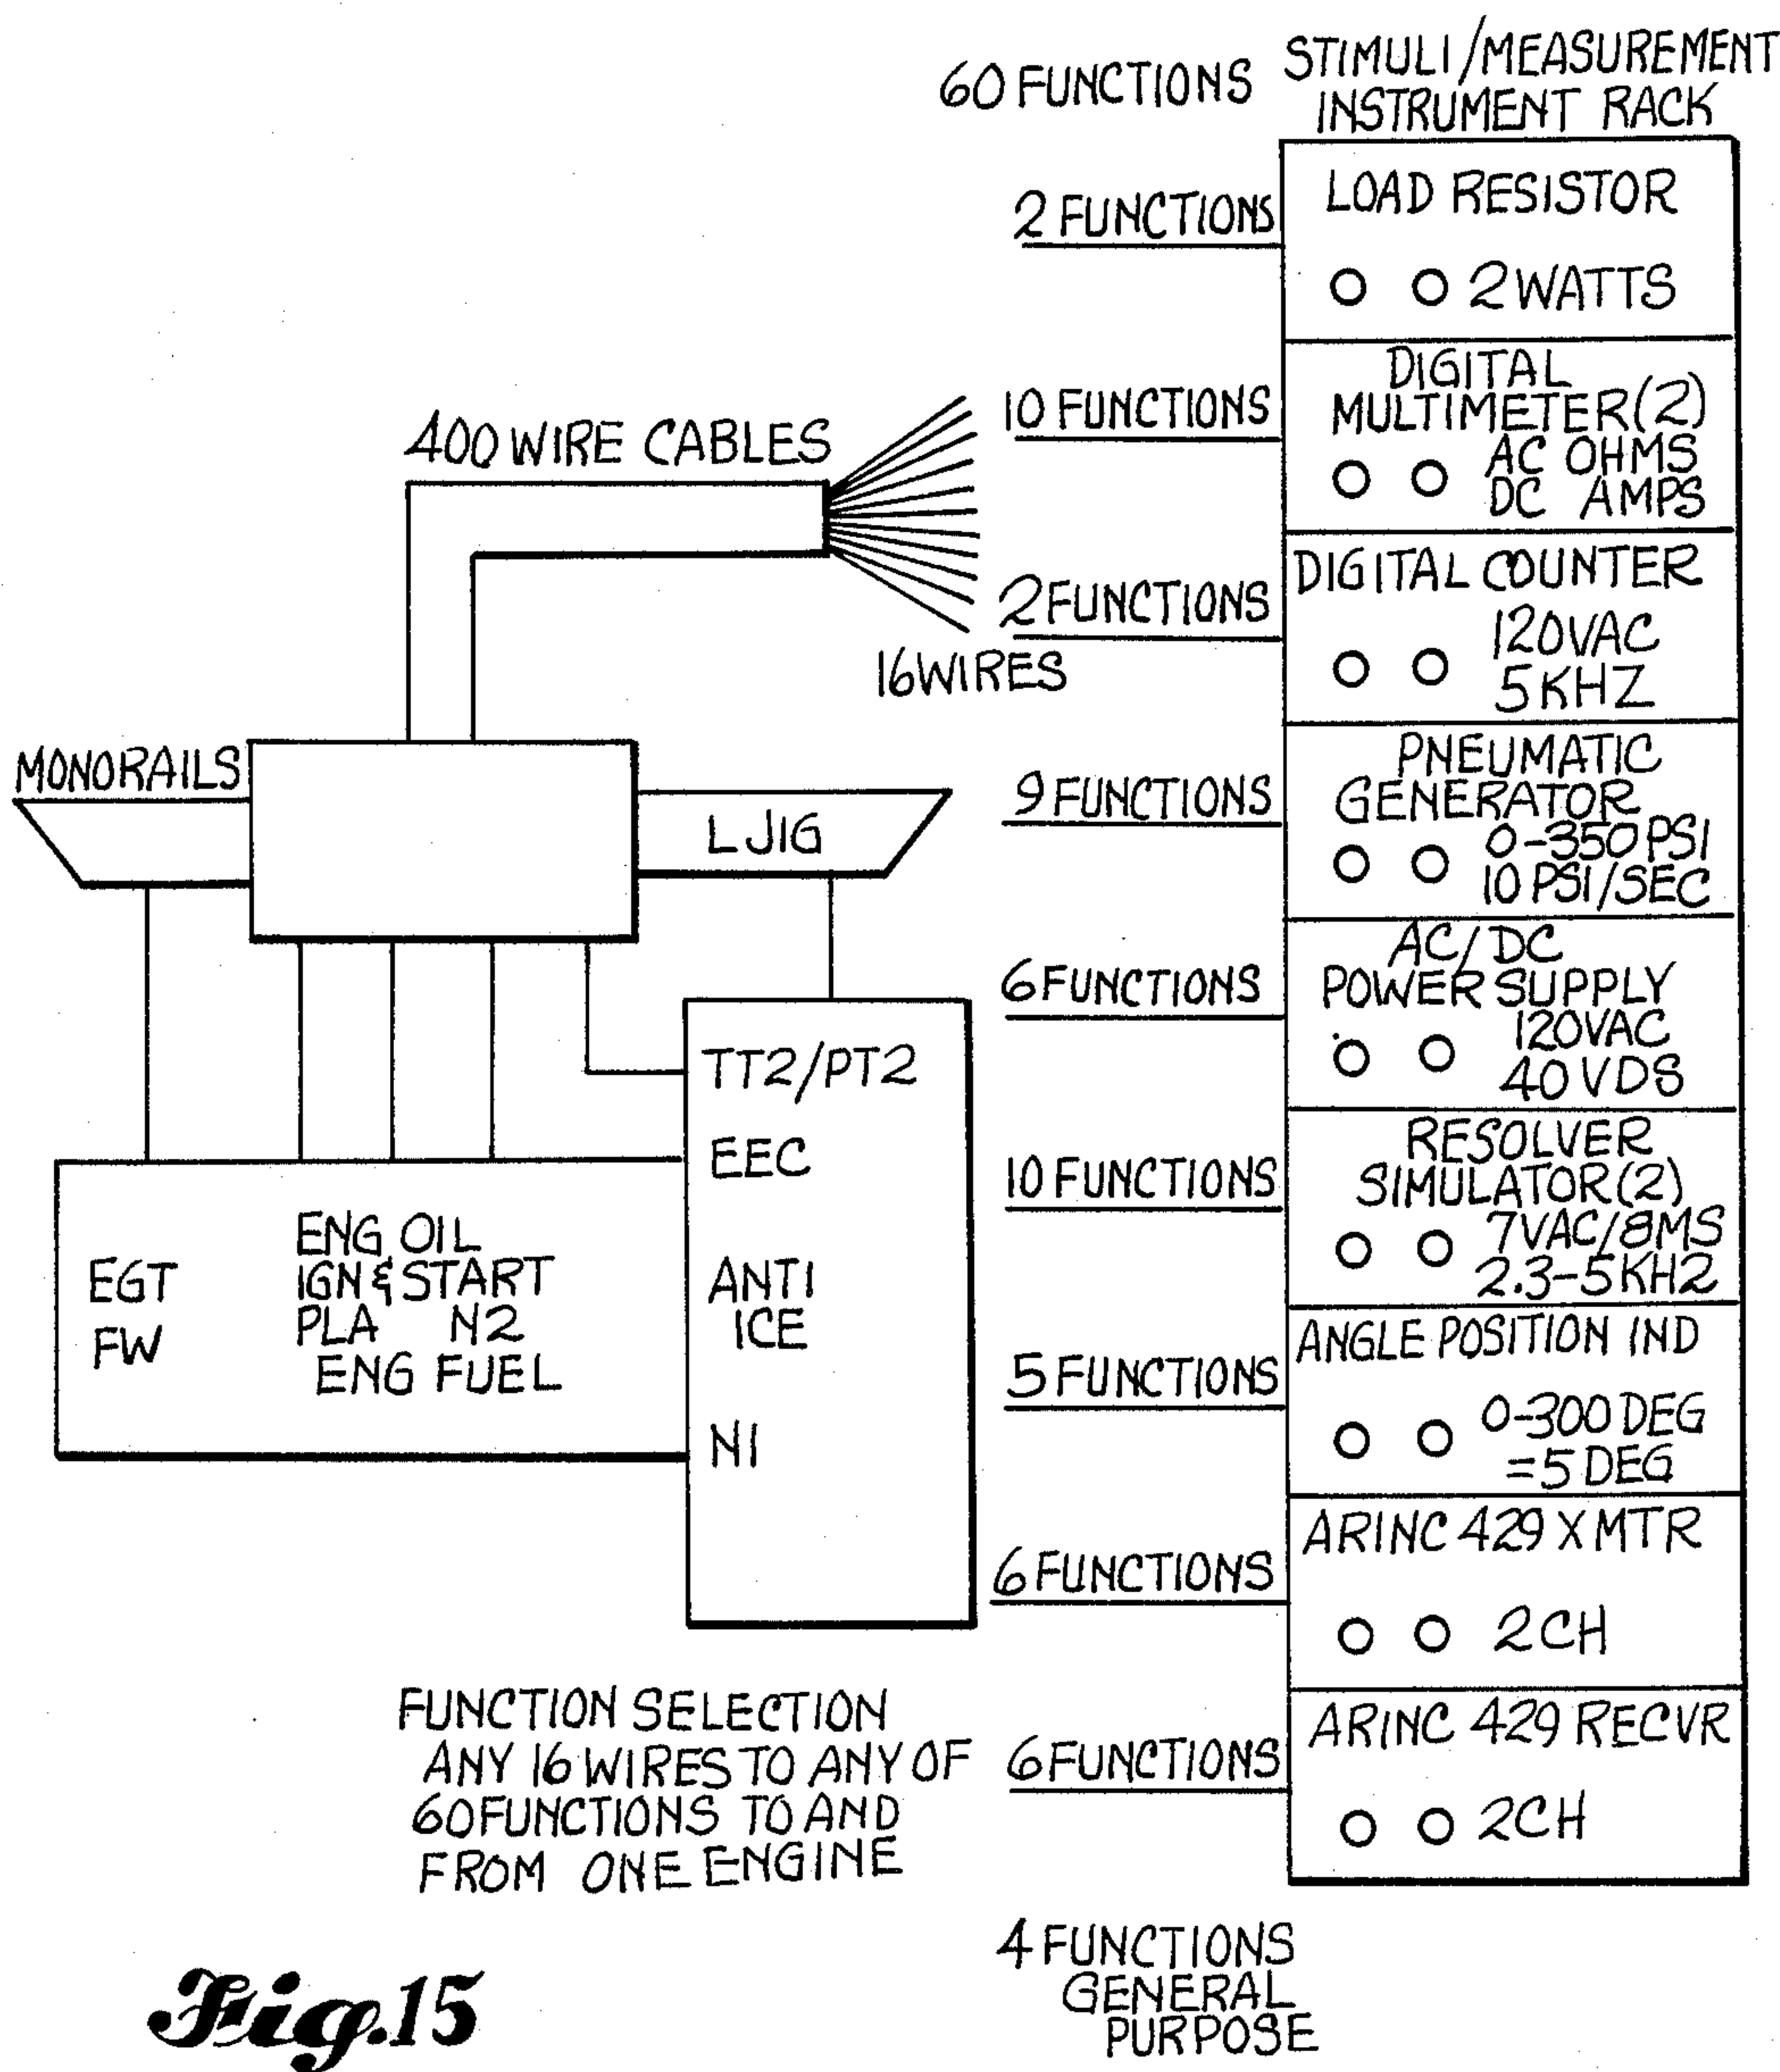 60 FUNCTIONS
STIMULI/MEASUREMENT
INSTRUMENT RACK
2 FUNCTIONS
LOAD RESISTOR
2 WATTS
10 FUNCTIONS
DIGITAL
MULTIMETER (2)
AC OHMS
DC AMPS
400 WIRE CABLES
16 WIRES
2 FUNCTIONS
DIGITAL COUNTER
120VAC
5KHZ
MONORAILS
LJIG
9 FUNCTIONS
PNEUMATIC
GENERATOR
0-350 PSI
10 PSI/SEC
6 FUNCTIONS
AC/DC
POWER SUPPLY
120VAC
40 VDS
TT2/PT2
EEC
ANTI
ICE
N1
EGT
FW
ENG OIL
IGN & START
PLA N2
ENG FUEL
10 FUNCTIONS
RESOLVER
SIMULATOR (2)
7VAC/8MS
2.3-5KH2
5 FUNCTIONS
ANGLE POSITION IND
0-300 DEG
=5 DEG
6 FUNCTIONS
ARINC 429 XMTR
2CH
6 FUNCTIONS
ARINC 429 RECVR
2CH
FUNCTION SELECTION
ANY 16 WIRES TO ANY OF
60 FUNCTIONS TO AND
FROM ONE ENGINE
4 FUNCTIONS
GENERAL
PURPOSE
Fig. 15